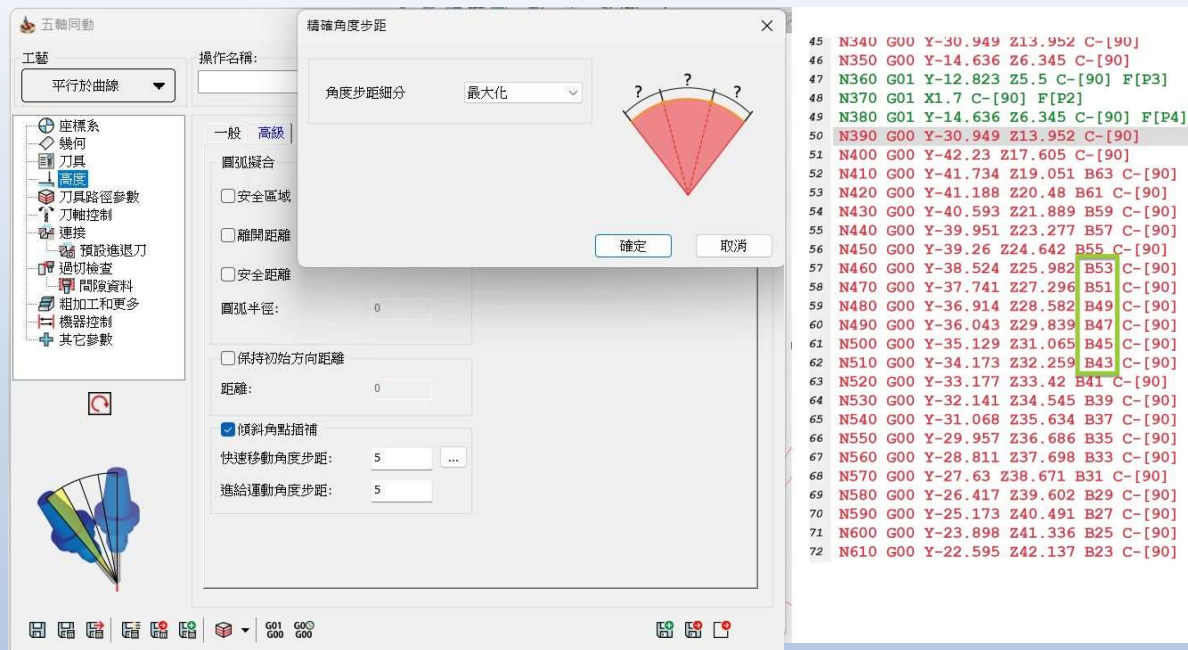 五軸同動
工藝
平行於曲線
操作名稱:
座標系
幾何
刀具
高度
刀具路徑參數
刀軸控制
連接
預設進退刀
過切檢查
間隙資料
粗加工和更多
機器控制
其它參數
一般 高級
圓弧擬合
安全區域
離開距離
安全距離
圓弧半徑: 0
保持初始方向距離
距離: 0
傾斜角點插補
快速移動角度步距: 5 ...
進給運動角度步距: 5
G01 G00
G00 G00
精確角度步距
角度步距細分 最大化
? ? ?
確定 取消
45 N340 G00 Y-30.949 Z13.952 C-[90]
46 N350 G00 Y-14.636 Z6.345 C-[90]
47 N360 G01 Y-12.823 Z5.5 C-[90] F[P3]
48 N370 G01 X1.7 C-[90] F[P2]
49 N380 G01 Y-14.636 Z6.345 C-[90] F[P4]
50 N390 G00 Y-30.949 Z13.952 C-[90]
51 N400 G00 Y-42.23 Z17.605 C-[90]
52 N410 G00 Y-41.734 Z19.051 B63 C-[90]
53 N420 G00 Y-41.188 Z20.48 B61 C-[90]
54 N430 G00 Y-40.593 Z21.889 B59 C-[90]
55 N440 G00 Y-39.951 Z23.277 B57 C-[90]
56 N450 G00 Y-39.26 Z24.642 B55 C-[90]
57 N460 G00 Y-38.524 Z25.982 B53 C-[90]
58 N470 G00 Y-37.741 Z27.296 B51 C-[90]
59 N480 G00 Y-36.914 Z28.582 B49 C-[90]
60 N490 G00 Y-36.043 Z29.839 B47 C-[90]
61 N500 G00 Y-35.129 Z31.065 B45 C-[90]
62 N510 G00 Y-34.173 Z32.259 B43 C-[90]
63 N520 G00 Y-33.177 Z33.42 B41 C-[90]
64 N530 G00 Y-32.141 Z34.545 B39 C-[90]
65 N540 G00 Y-31.068 Z35.634 B37 C-[90]
66 N550 G00 Y-29.957 Z36.686 B35 C-[90]
67 N560 G00 Y-28.811 Z37.698 B33 C-[90]
68 N570 G00 Y-27.63 Z38.671 B31 C-[90]
69 N580 G00 Y-26.417 Z39.602 B29 C-[90]
70 N590 G00 Y-25.173 Z40.491 B27 C-[90]
71 N600 G00 Y-23.898 Z41.336 B25 C-[90]
72 N610 G00 Y-22.595 Z42.137 B23 C-[90]